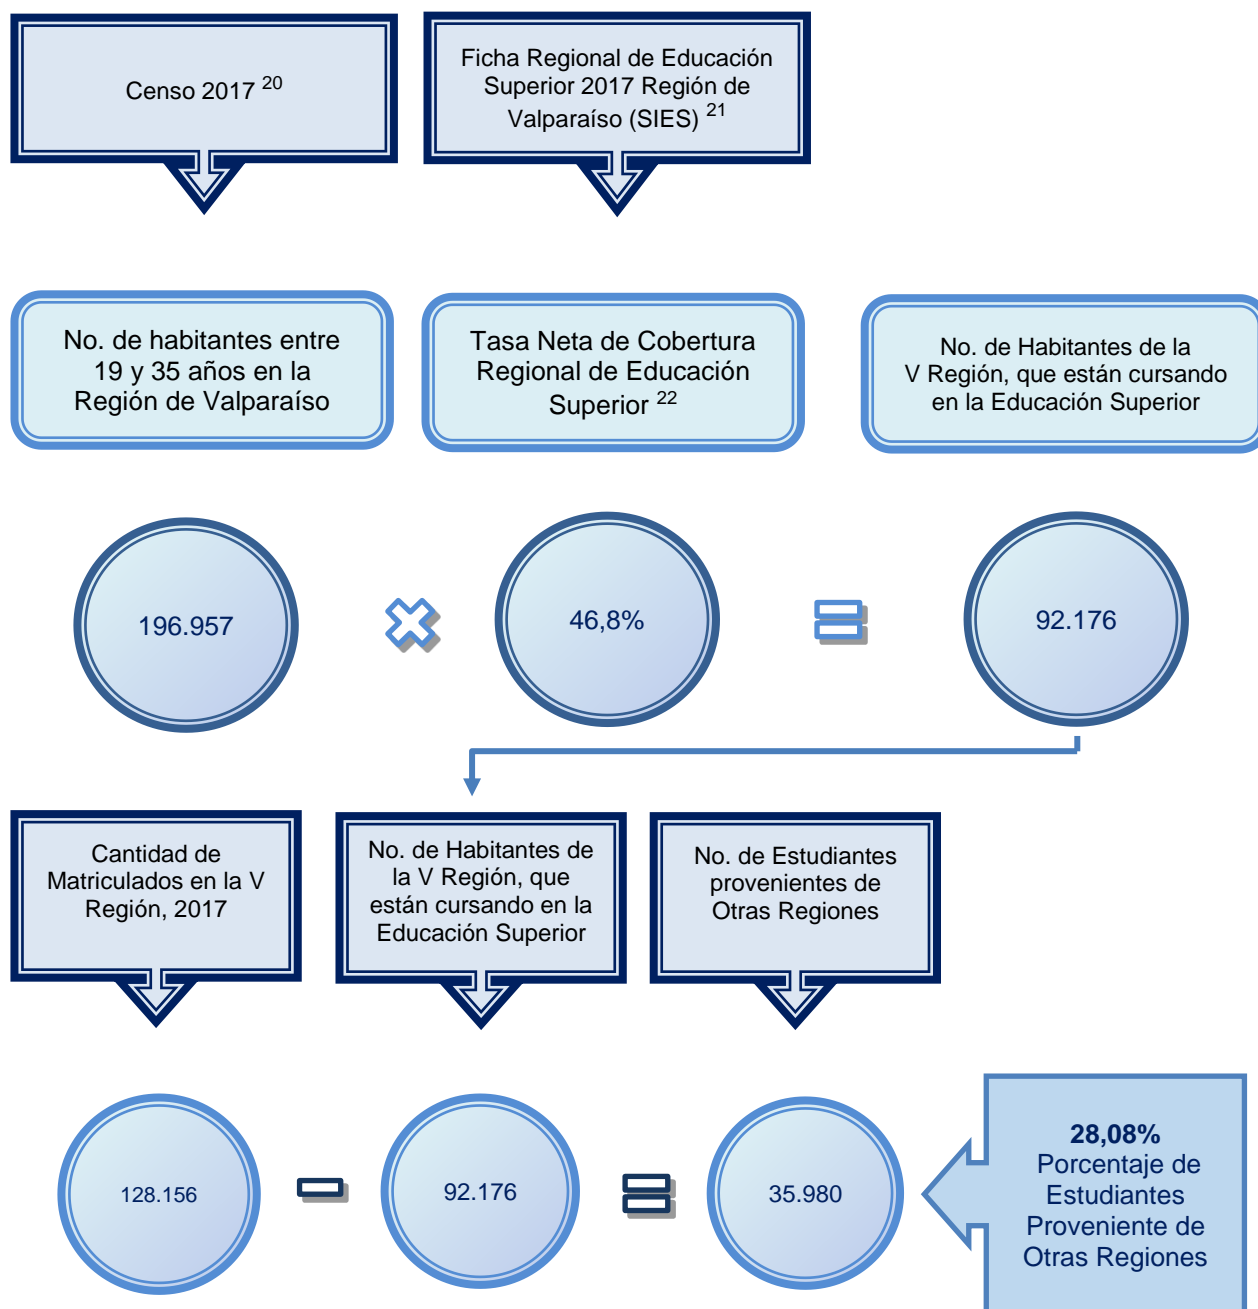 Censo 2017 20
Ficha Regional de Educación
Superior 2017 Región de
Valparaíso (SIES) 21
No. de habitantes entre
19 y 35 años en la
Región de Valparaíso
Tasa Neta de Cobertura
Regional de Educación
Superior 22
No. de Habitantes de la
V Región, que están cursando
en la Educación Superior
196.957
46,8%
92.176
Cantidad de
Matriculados en la V
Región, 2017
No. de Habitantes de
la V Región, que
están cursando en la
Educación Superior
No. de Estudiantes
provenientes de
Otras Regiones
128.156
92.176
35.980
28,08%
Porcentaje de
Estudiantes
Proveniente de
Otras Regiones